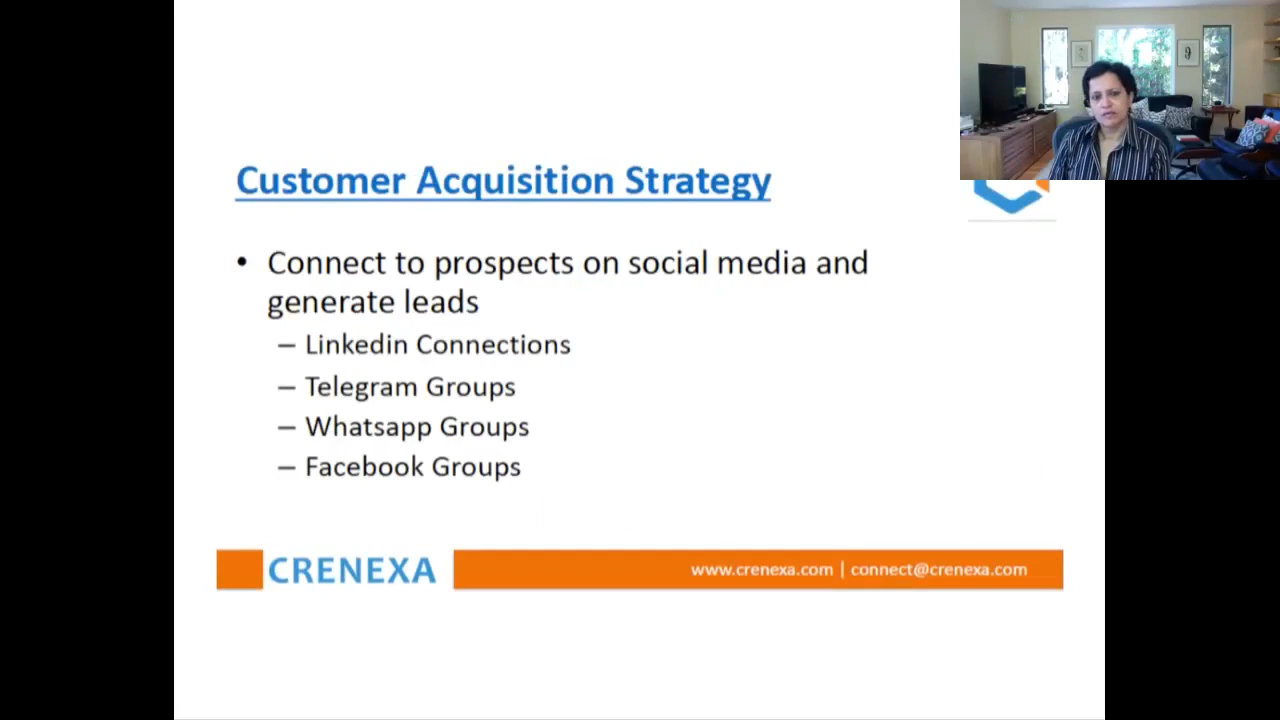 Customer Acquisition Strategy
• Connect to prospects on social media and
generate leads
– Linkedin Connections
– Telegram Groups
– Whatsapp Groups
– Facebook Groups
CRENEXA
www.crenexa.com | connect@crenexa.com